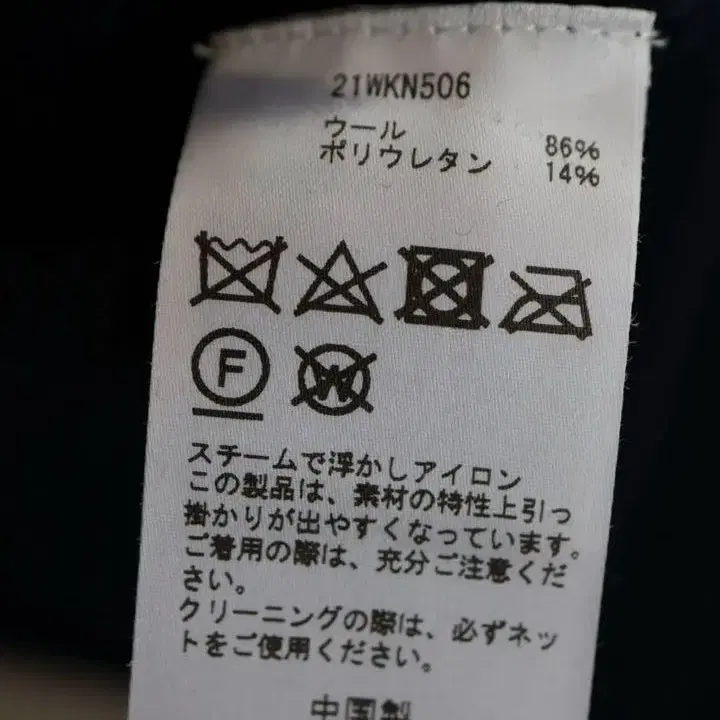 21WKN506
ウール 86%
ポリウレタン 14%
F
W
スチームで浮かしアイロン
この製品は、素材の特性上引っ
掛かりが出やすくなっています。
ご着用の際は、充分ご注意くだ
さい。
クリーニングの際は、必ずネッ
トをご使用ください。
中国製